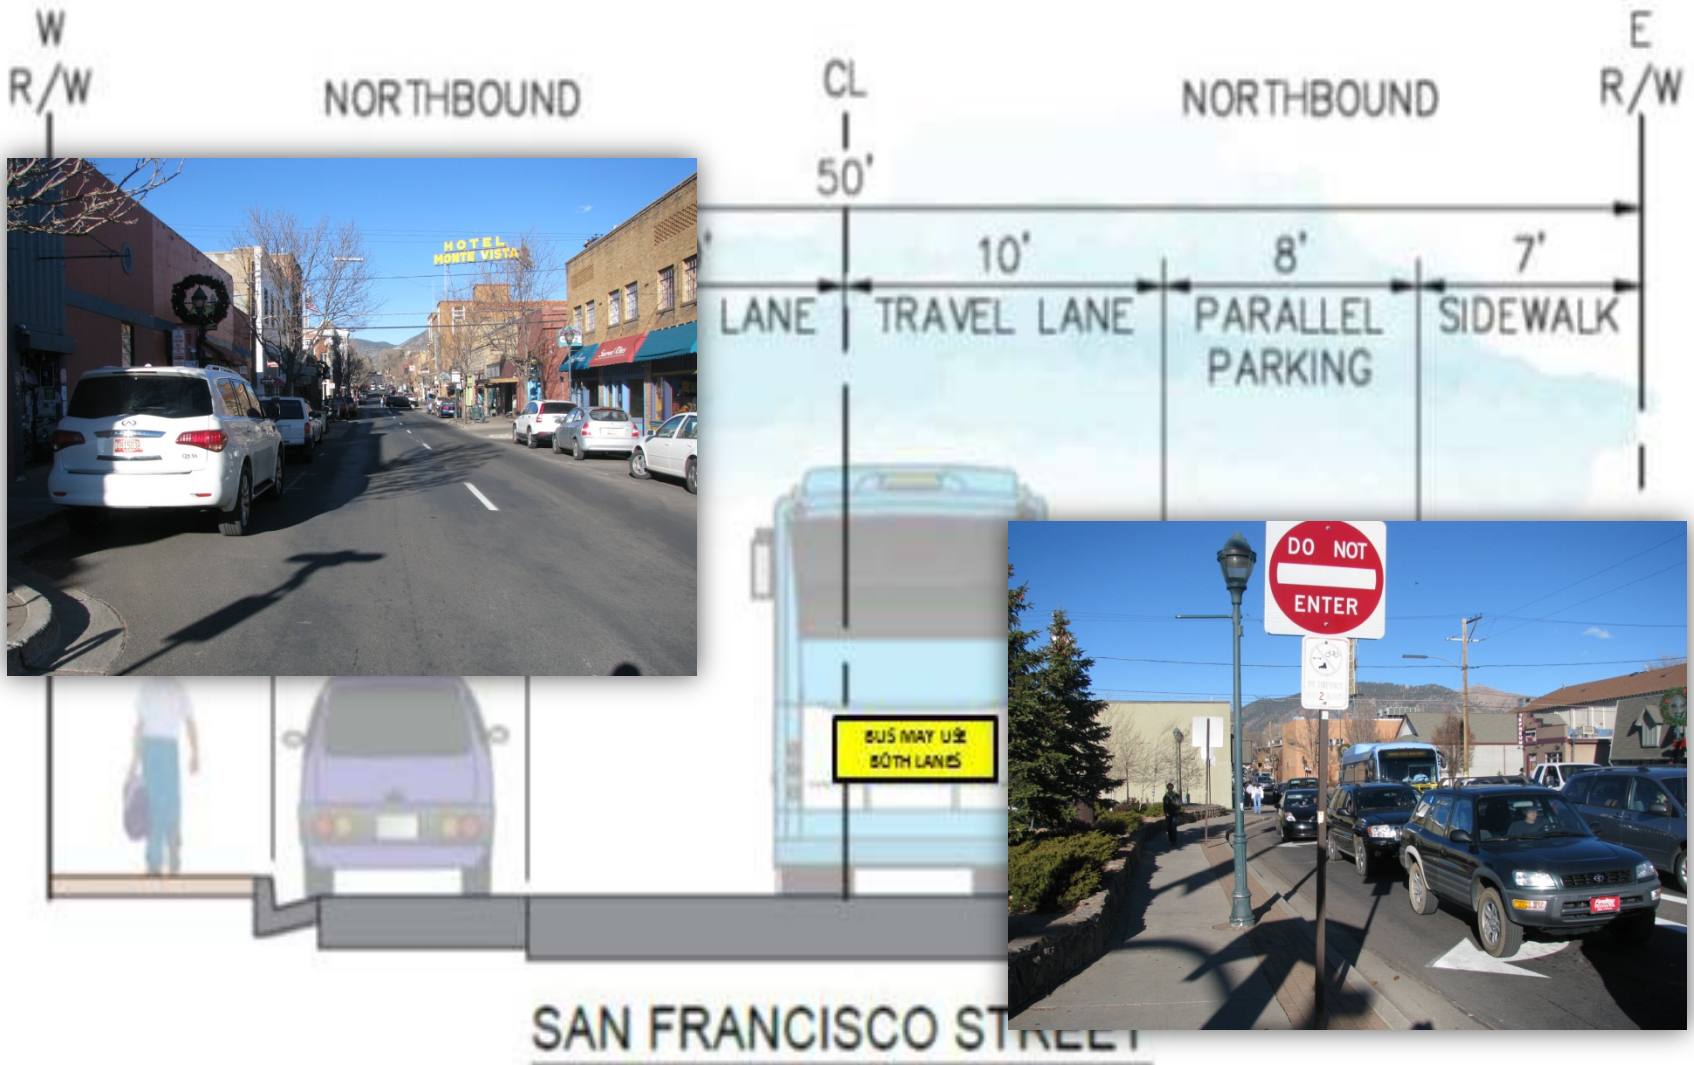 W
R/W
NORTHBOUND
CL
NORTHBOUND
E
R/W
50'
10'
8'
7'
LANE
TRAVEL LANE
PARALLEL
PARKING
SIDEWALK
HOTEL
MONTE VISTA
BUS MAY USE
BOTH LANES
DO NOT
ENTER
2
SAN FRANCISCO STREET